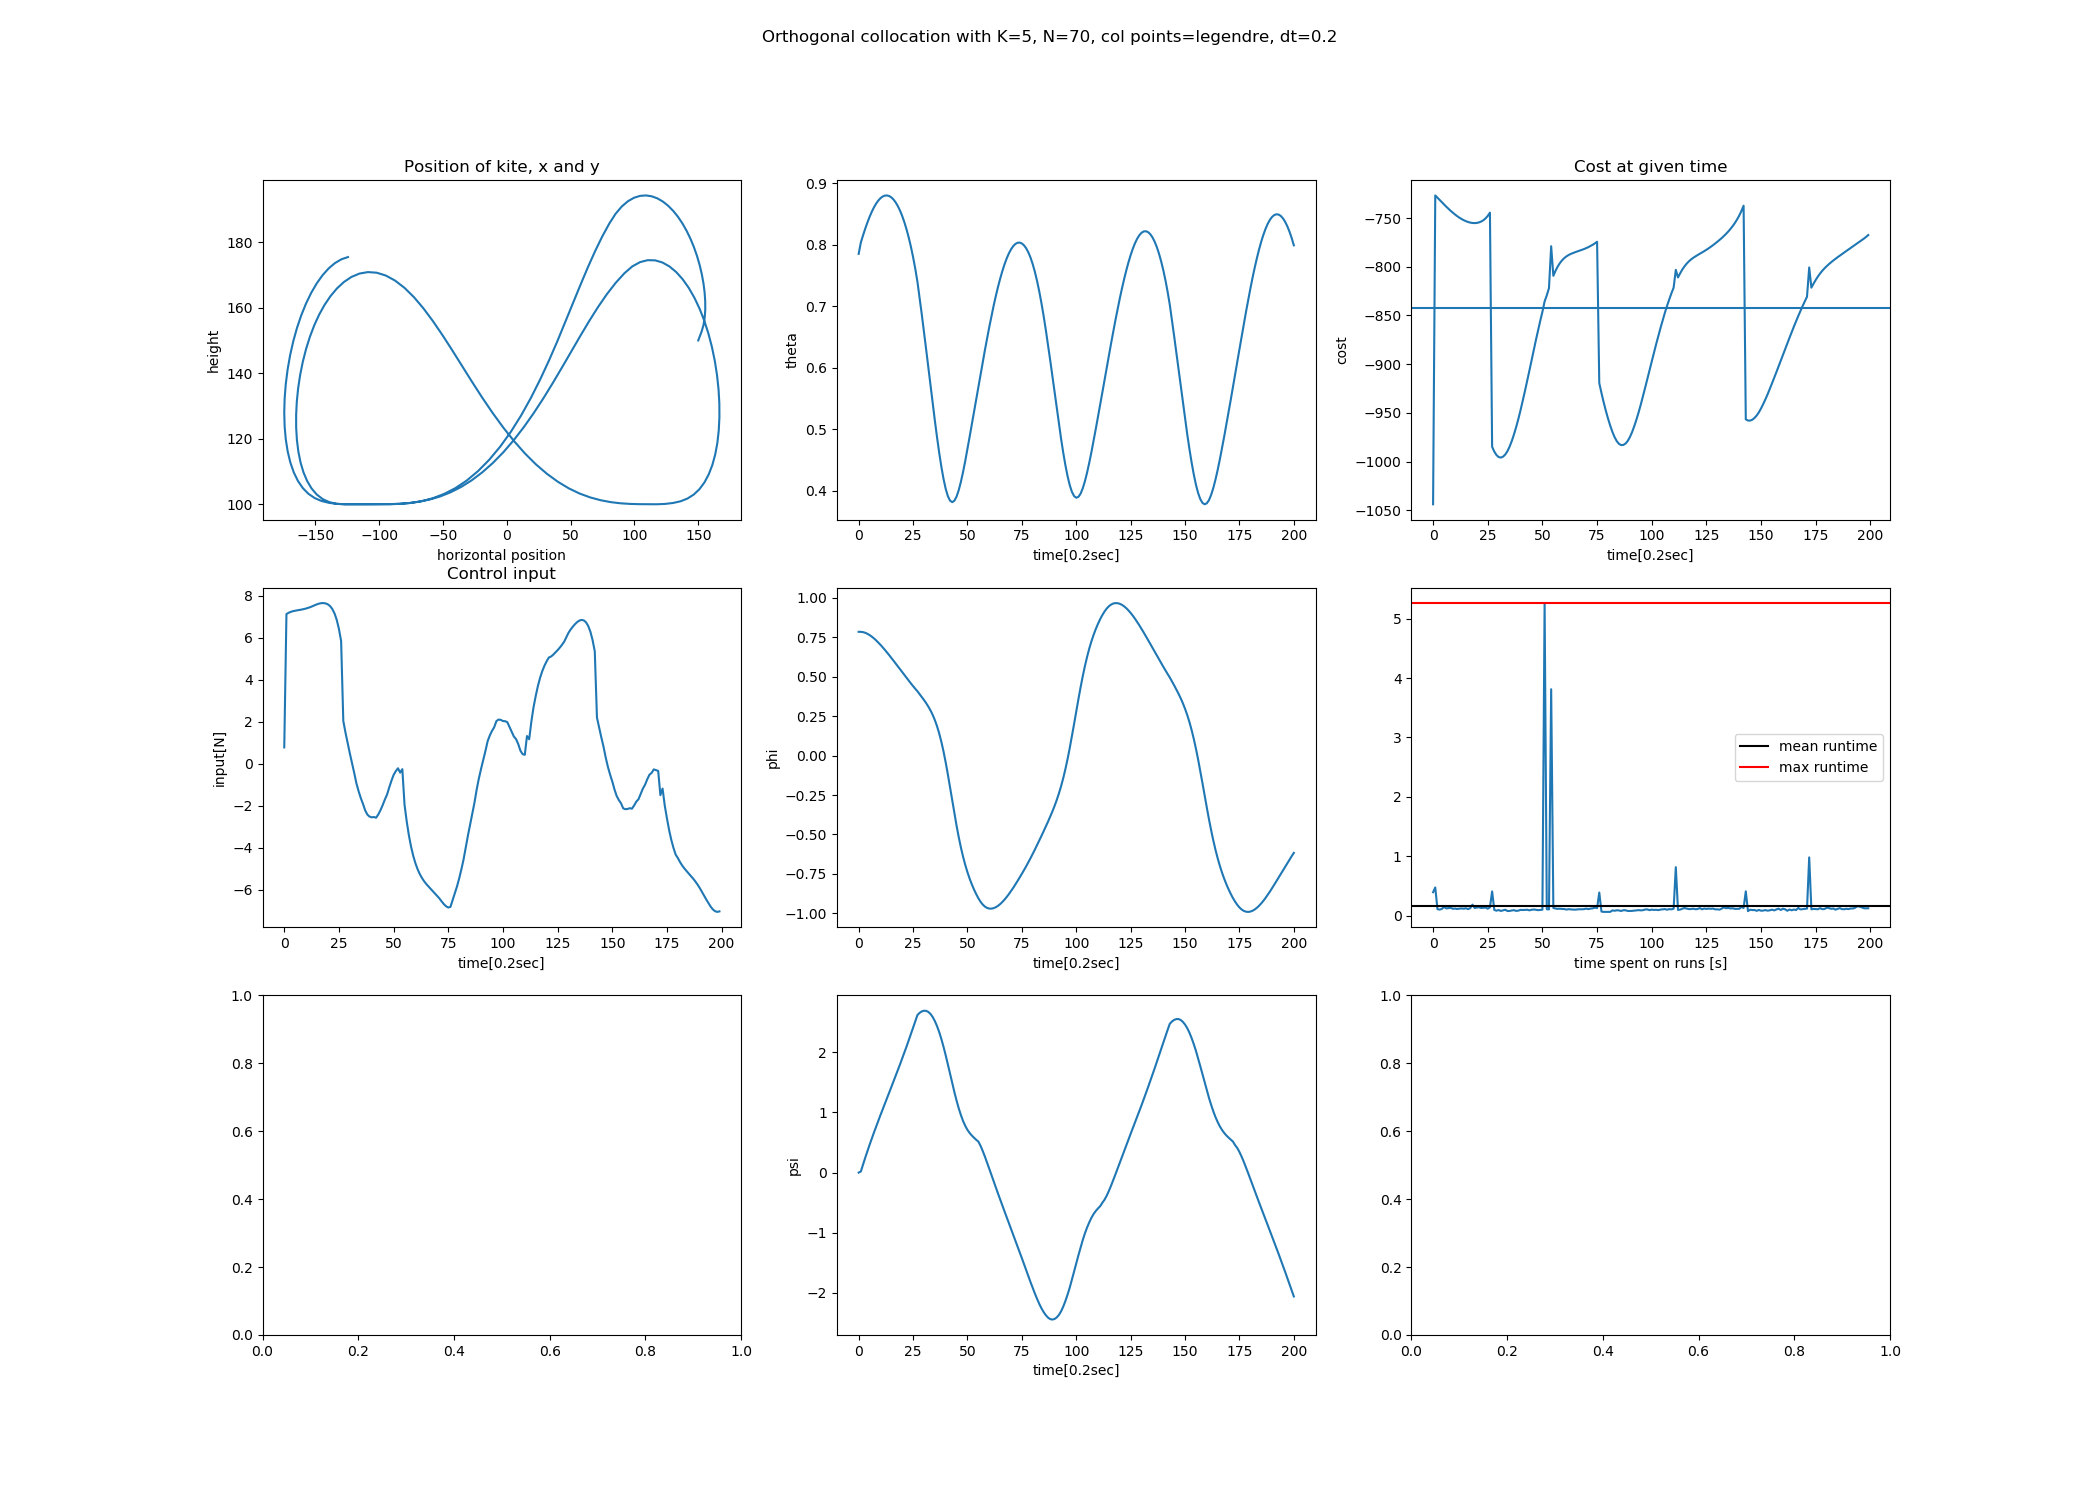 Orthogonal collocation with K=5, N=70, col points=legendre, dt=0.2
Position of kite, x and y
height
180
160
140
120
100
−150 −100 −50 0 50 100 150
horizontal position
theta
0.9
0.8
0.7
0.6
0.5
0.4
0 25 50 75 100 125 150 175 200
time[0.2sec]
Cost at given time
cost
−750
−800
−850
−900
−950
−1000
−1050
0 25 50 75 100 125 150 175 200
time[0.2sec]
Control input
input[N]
8
6
4
2
0
−2
−4
−6
0 25 50 75 100 125 150 175 200
time[0.2sec]
phi
1.00
0.75
0.50
0.25
0.00
−0.25
−0.50
−0.75
−1.00
0 25 50 75 100 125 150 175 200
time[0.2sec]
5
4
3
2
1
0
mean runtime
max runtime
0 25 50 75 100 125 150 175 200
time spent on runs [s]
1.0
0.8
0.6
0.4
0.2
0.0
0.0 0.2 0.4 0.6 0.8 1.0
psi
2
1
0
−1
−2
0 25 50 75 100 125 150 175 200
time[0.2sec]
1.0
0.8
0.6
0.4
0.2
0.0
0.0 0.2 0.4 0.6 0.8 1.0